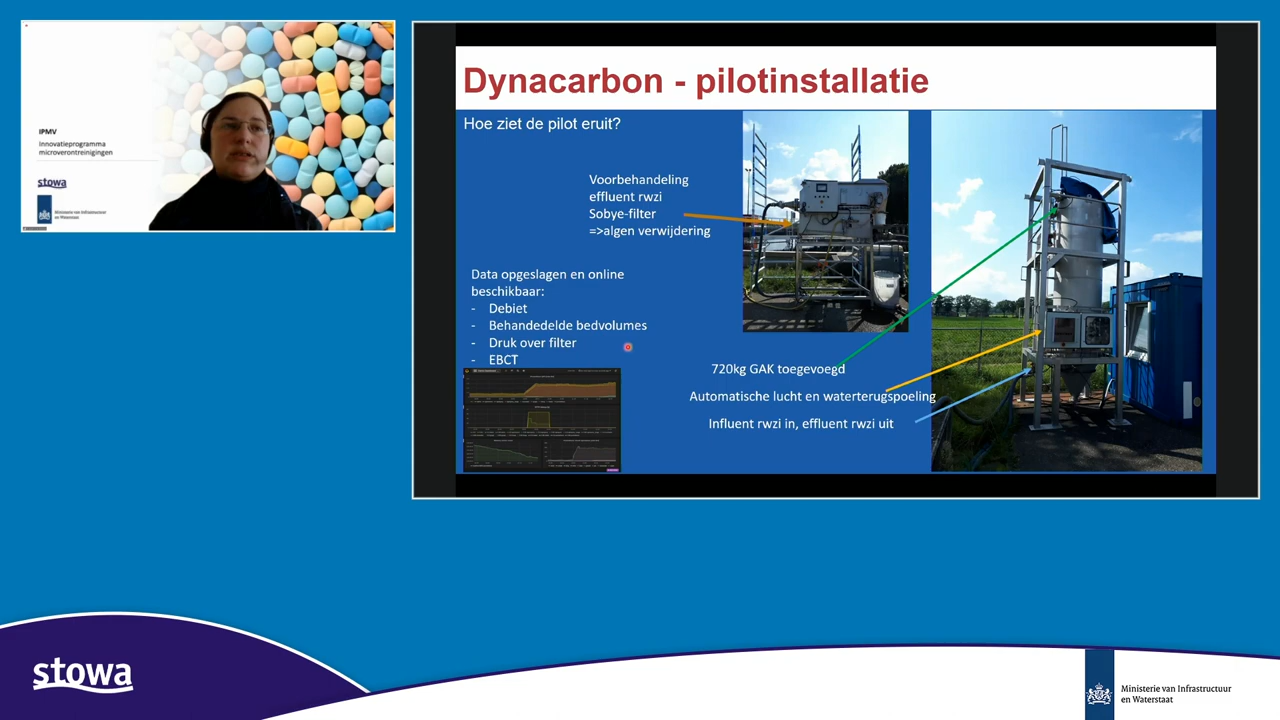 IPMV
Innovatieprogramma
microverontreinigingen
stowa
Ministerie van Infrastructuur
en Waterstaat
Dynacarbon - pilotinstallatie
Hoe ziet de pilot eruit?
Voorbehandeling
effluent rwzi
Sobye-filter
=>algen verwijdering
Data opgeslagen en online
beschikbaar:
- Debiet
- Behandedelde bedvolumes
- Druk over filter
- EBCT
720kg GAK toegevoegd
Automatische lucht en waterterugspoeling
Influent rwzi in, effluent rwzi uit
stowa
Ministerie van Infrastructuur
en Waterstaat